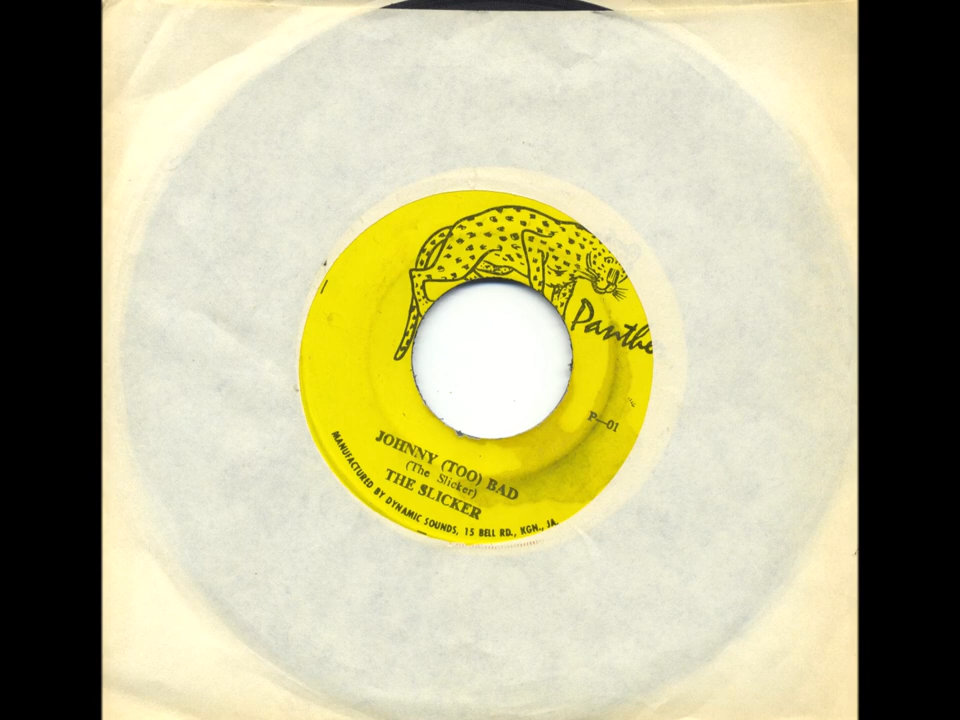 Panthe
P—01
JOHNNY (TOO) BAD
(The Slicker)
THE SLICKER
MANUFACTURED BY DYNAMIC SOUNDS, 15 BELL RD., KGN., JA.